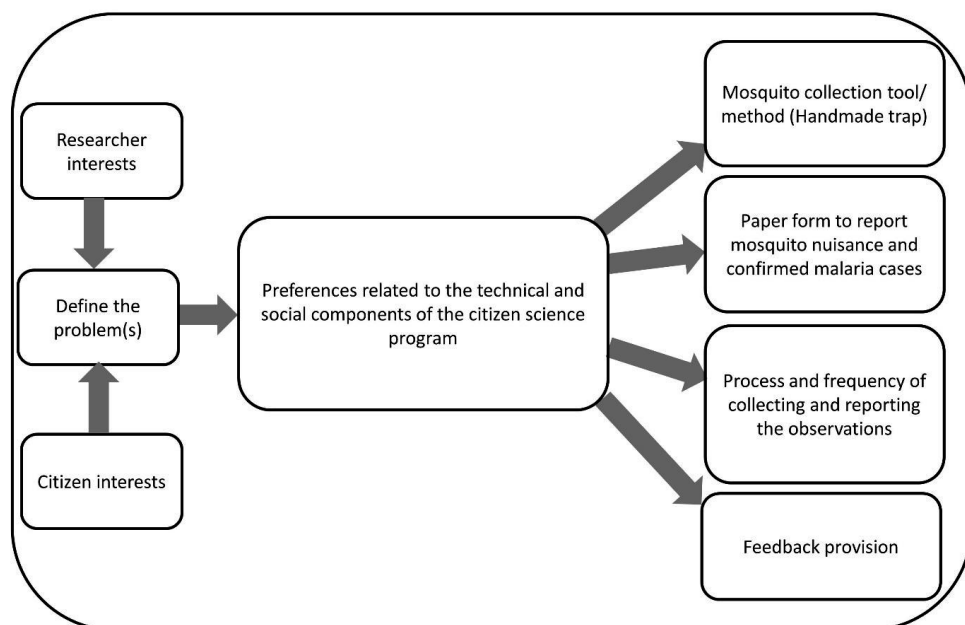 Researcher
interests
Define the
problem(s)
Citizen interests
Preferences related to the technical and
social components of the citizen science
program
Mosquito collection tool/
method (Handmade trap)
Paper form to report
mosquito nuisance and
confirmed malaria cases
Process and frequency of
collecting and reporting
the observations
Feedback provision